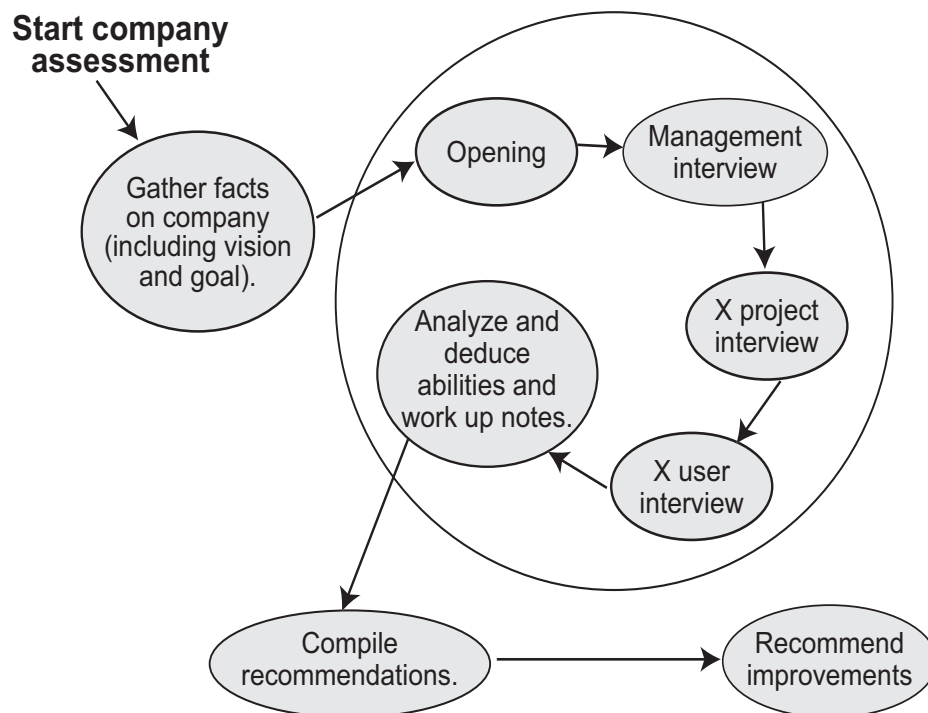 Start company
assessment
Gather facts
on company
(including vision
and goal).
Opening
Management
interview
X project
interview
X user
interview
Analyze and
deduce
abilities and
work up notes.
Compile
recommendations.
Recommend
improvements